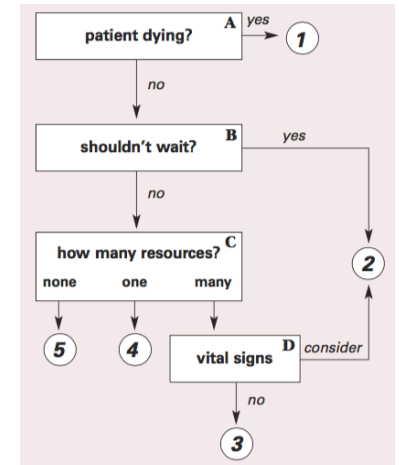 A yes
patient dying? 1
no
B
shouldn't wait? yes
no
C
how many resources? 2
none one many
5 4 vital signs D consider
no
3